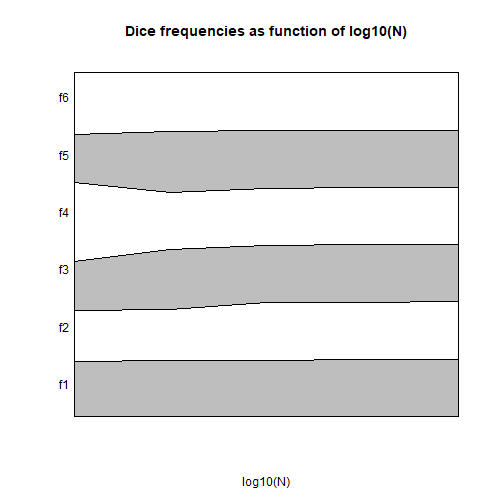 Dice frequencies as function of log10(N)
f6
f5
f4
f3
f2
f1
log10(N)